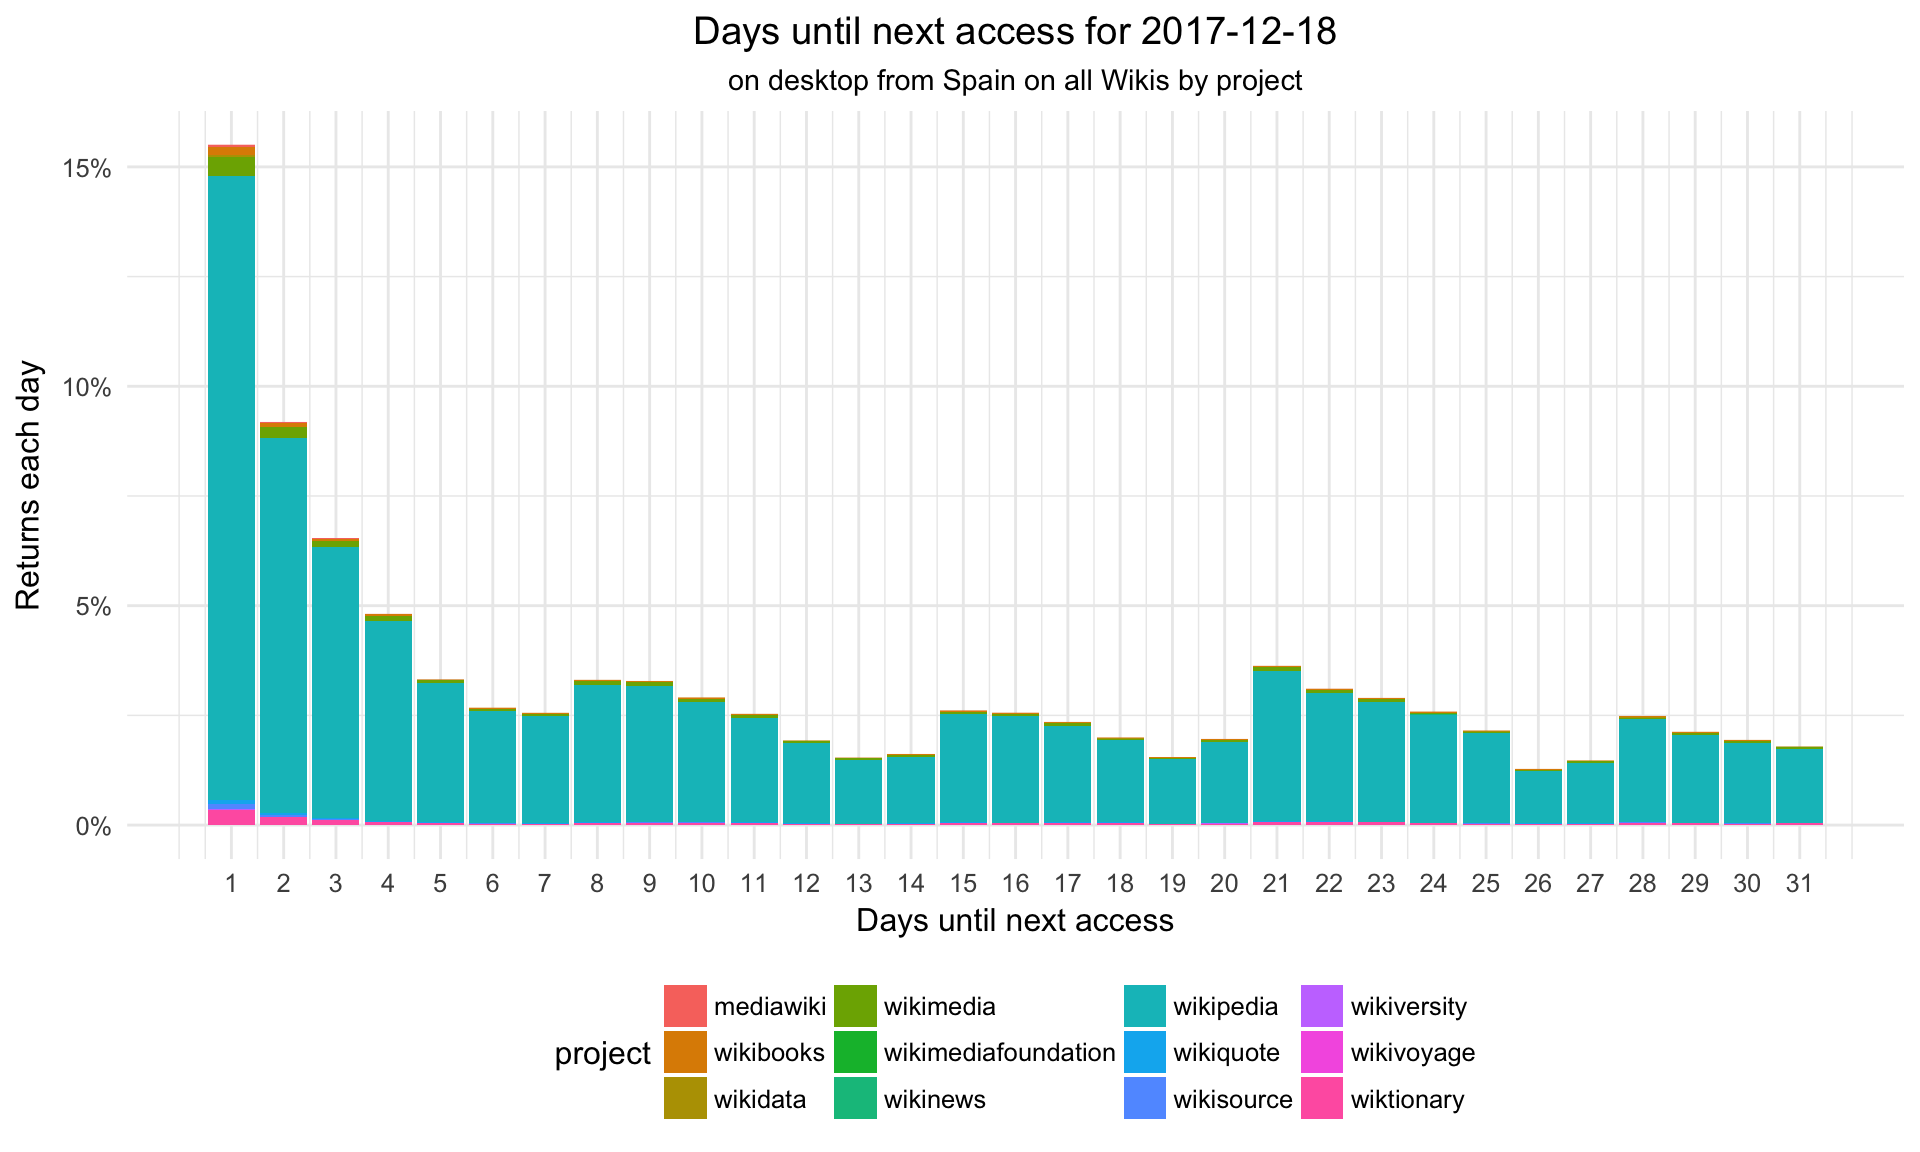 Days until next access for 2017-12-18
on desktop from Spain on all Wikis by project
Returns each day
15%
10%
5%
0%
1 2 3 4 5 6 7 8 9 10 11 12 13 14 15 16 17 18 19 20 21 22 23 24 25 26 27 28 29 30 31
Days until next access
project
mediawiki wikimedia wikipedia wikiversity
wikibooks wikimediafoundation wikiquote wikivoyage
wikidata wikinews wikisource wiktionary